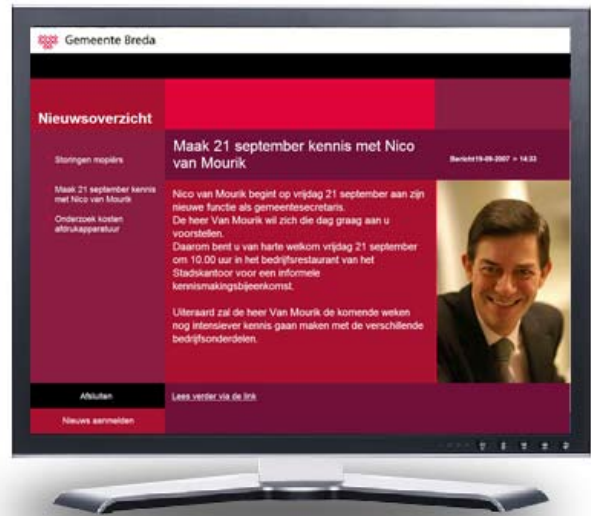 Gemeente Breda
Nieuwsoverzicht
Storingen mopiërs
Maak 21 september kennis
met Nico van Mourik
Onderzoek kosten
afdrukapparatuur
Maak 21 september kennis met Nico
van Mourik
Bericht19-09-2007 > 14:33
Nico van Mourik begint op vrijdag 21 september aan zijn
nieuwe functie als gemeentesecretaris.
De heer Van Mourik wil zich die dag graag aan u
voorstellen.
Daarom bent u van harte welkom vrijdag 21 september
om 10.00 uur in het bedrijfsrestaurant van het
Stadskantoor voor een informele
kennismakingsbijeenkomst.
Uiteraard zal de heer Van Mourik de komende weken
nog intensiever kennis gaan maken met de verschillende
bedrijfsonderdelen.
Afsluiten
Lees verder via de link
Nieuws aanmelden